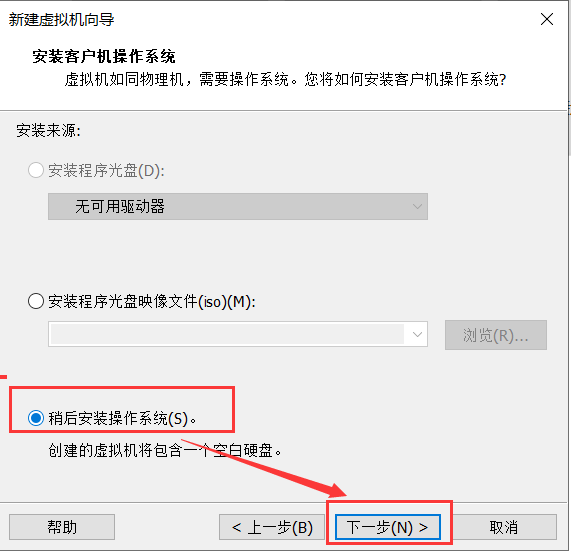 新建虚拟机向导
安装客户机操作系统
虚拟机如同物理机，需要操作系统。您将如何安装客户机操作系统?
安装来源:
安装程序光盘(D):
无可用驱动器
安装程序光盘映像文件(iso)(M):
浏览(R)...
稍后安装操作系统(S)。
创建的虚拟机将包含一个空白硬盘。
帮助
< 上一步(B)
下一步(N) >
取消